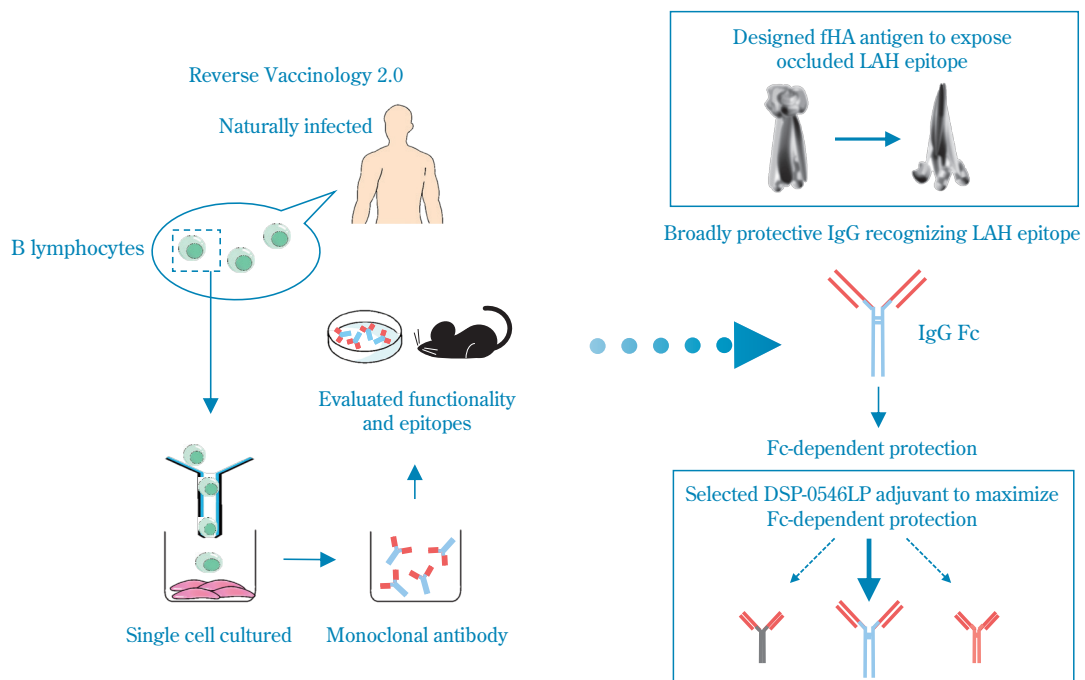 Reverse Vaccinology 2.0
Naturally infected
B lymphocytes
Single cell cultured
Monoclonal antibody
Evaluated functionality
and epitopes
Designed fHA antigen to expose
occluded LAH epitope
Broadly protective IgG recognizing LAH epitope
IgG Fc
Fc-dependent protection
Selected DSP-0546LP adjuvant to maximize
Fc-dependent protection